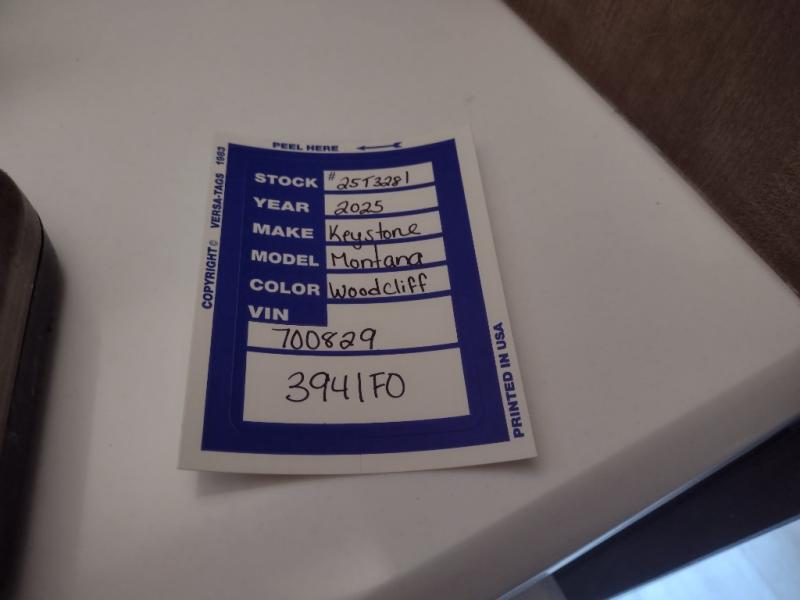 PEEL HERE
STOCK #25T3281
YEAR 2025
MAKE Keystone
MODEL Montana
COLOR Woodcliff
VIN
700829
3941FO
COPYRIGHT© VERSA-TAGS 1983
PRINTED IN USA